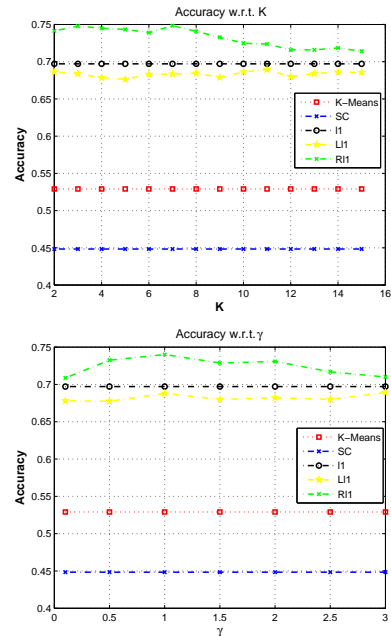 Accuracy w.r.t. K
0.75
0.7
0.65
0.6
0.55
0.5
0.45
0.4
Accuracy
K-Means
SC
l1
Ll1
Rl1
2 4 6 8 10 12 14 16
K
Accuracy w.r.t. γ
0.75
0.7
0.65
0.6
0.55
0.5
0.45
0.4
Accuracy
K-Means
SC
l1
Ll1
Rl1
0 0.5 1 1.5 2 2.5 3
γ